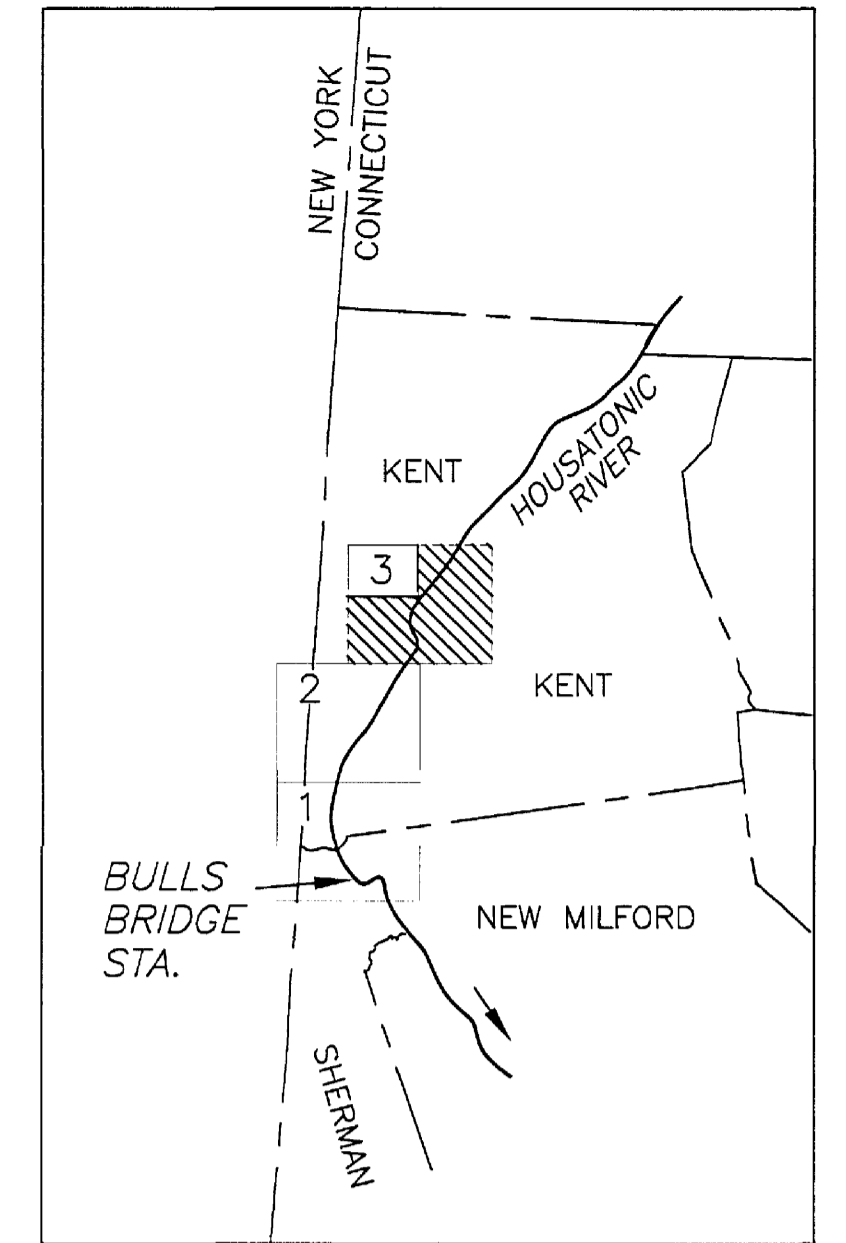 NEW YORK
CONNECTICUT
HOUSATONIC
RIVER
KENT
3
2
KENT
1
BULLS
BRIDGE
STA.
NEW MILFORD
SHERMAN